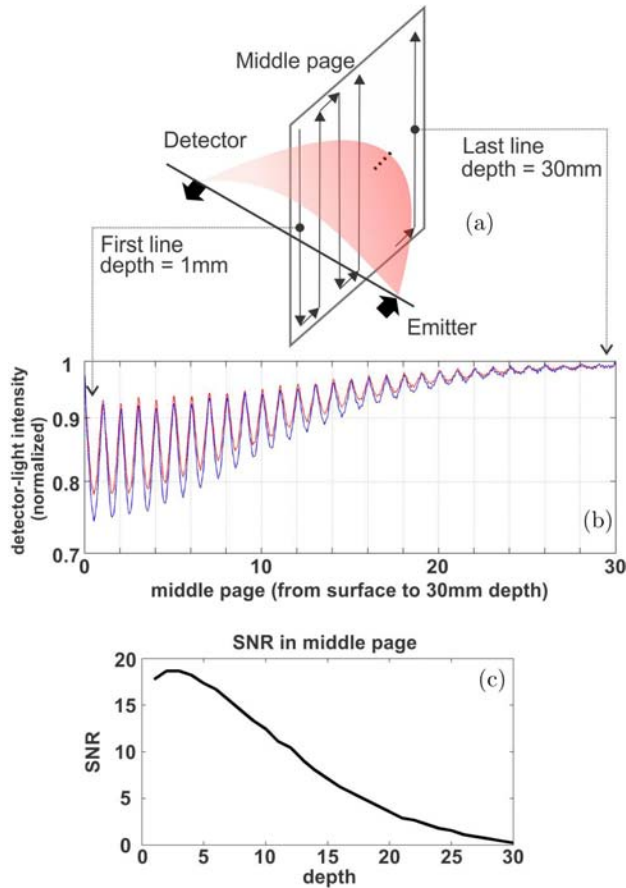 Middle page
Detector
Last line
depth = 30mm
(a)
First line
depth = 1mm
Emitter
1
0.9
0.8
0.7
detector-light intensity
(normalized)
(b)
0 10 20 30
middle page (from surface to 30mm depth)
SNR in middle page
20
15
10
5
0
SNR
(c)
0 5 10 15 20 25 30
depth